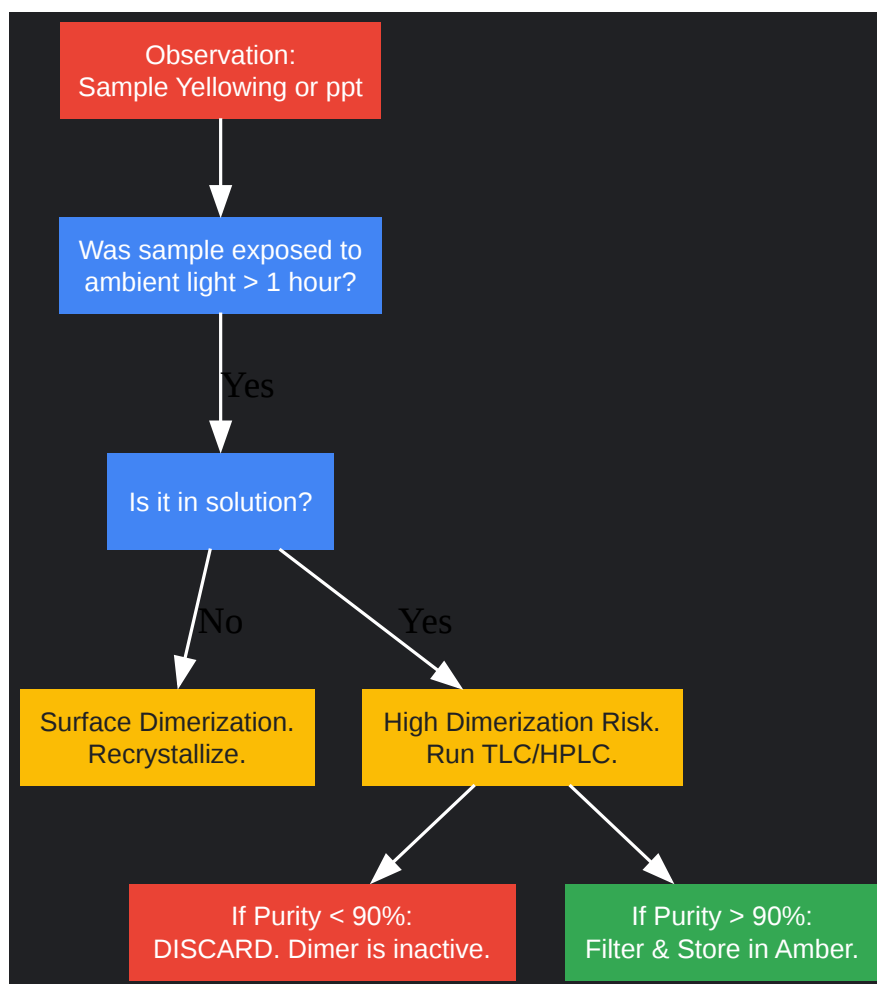 Observation:
Sample Yellowing or ppt
Was sample exposed to
ambient light > 1 hour?
Yes
Is it in solution?
No
Yes
Surface Dimerization.
Recrystallize.
High Dimerization Risk.
Run TLC/HPLC.
If Purity < 90%:
DISCARD. Dimer is inactive.
If Purity > 90%:
Filter & Store in Amber.